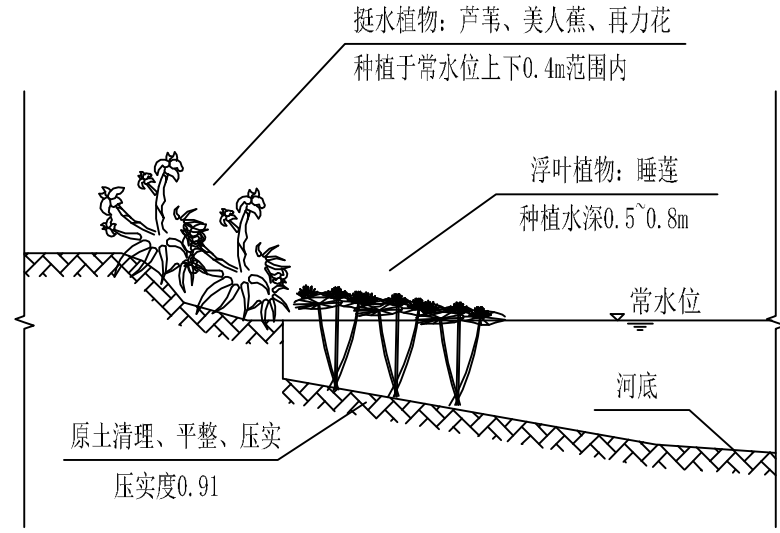 挺水植物：芦苇、美人蕉、再力花
种植于常水位上下0.4m范围内
浮叶植物：睡莲
种植水深0.5~0.8m
常水位
河底
原土清理、平整、压实
压实度0.91